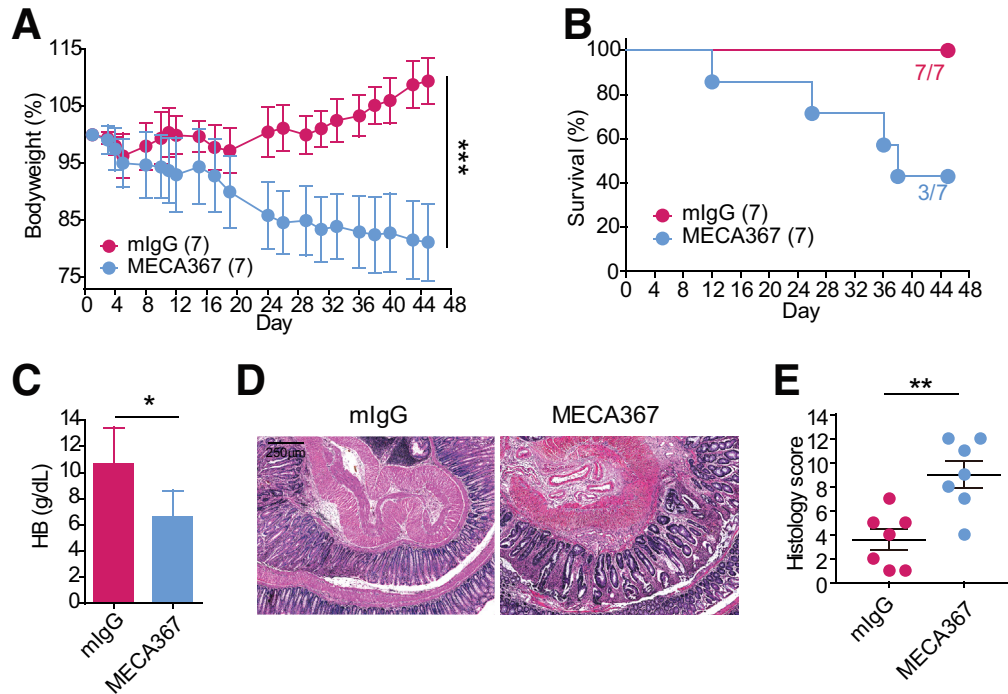 A
115
105
95
85
75
Bodyweight (%)
mIgG (7)
MECA367 (7)
0 4 8 12 16 20 24 28 32 36 40 44 48
Day
***
B
100
80
60
40
20
0
Survival (%)
7/7
3/7
mIgG (7)
MECA367 (7)
0 4 8 12 16 20 24 28 32 36 40 44 48
Day
C
14
12
10
8
6
4
2
0
HB (g/dL)
*
mIgG
MECA367
D
mIgG
MECA367
250µm
E
14
12
10
8
6
4
2
0
Histology score
**
mIgG
MECA367